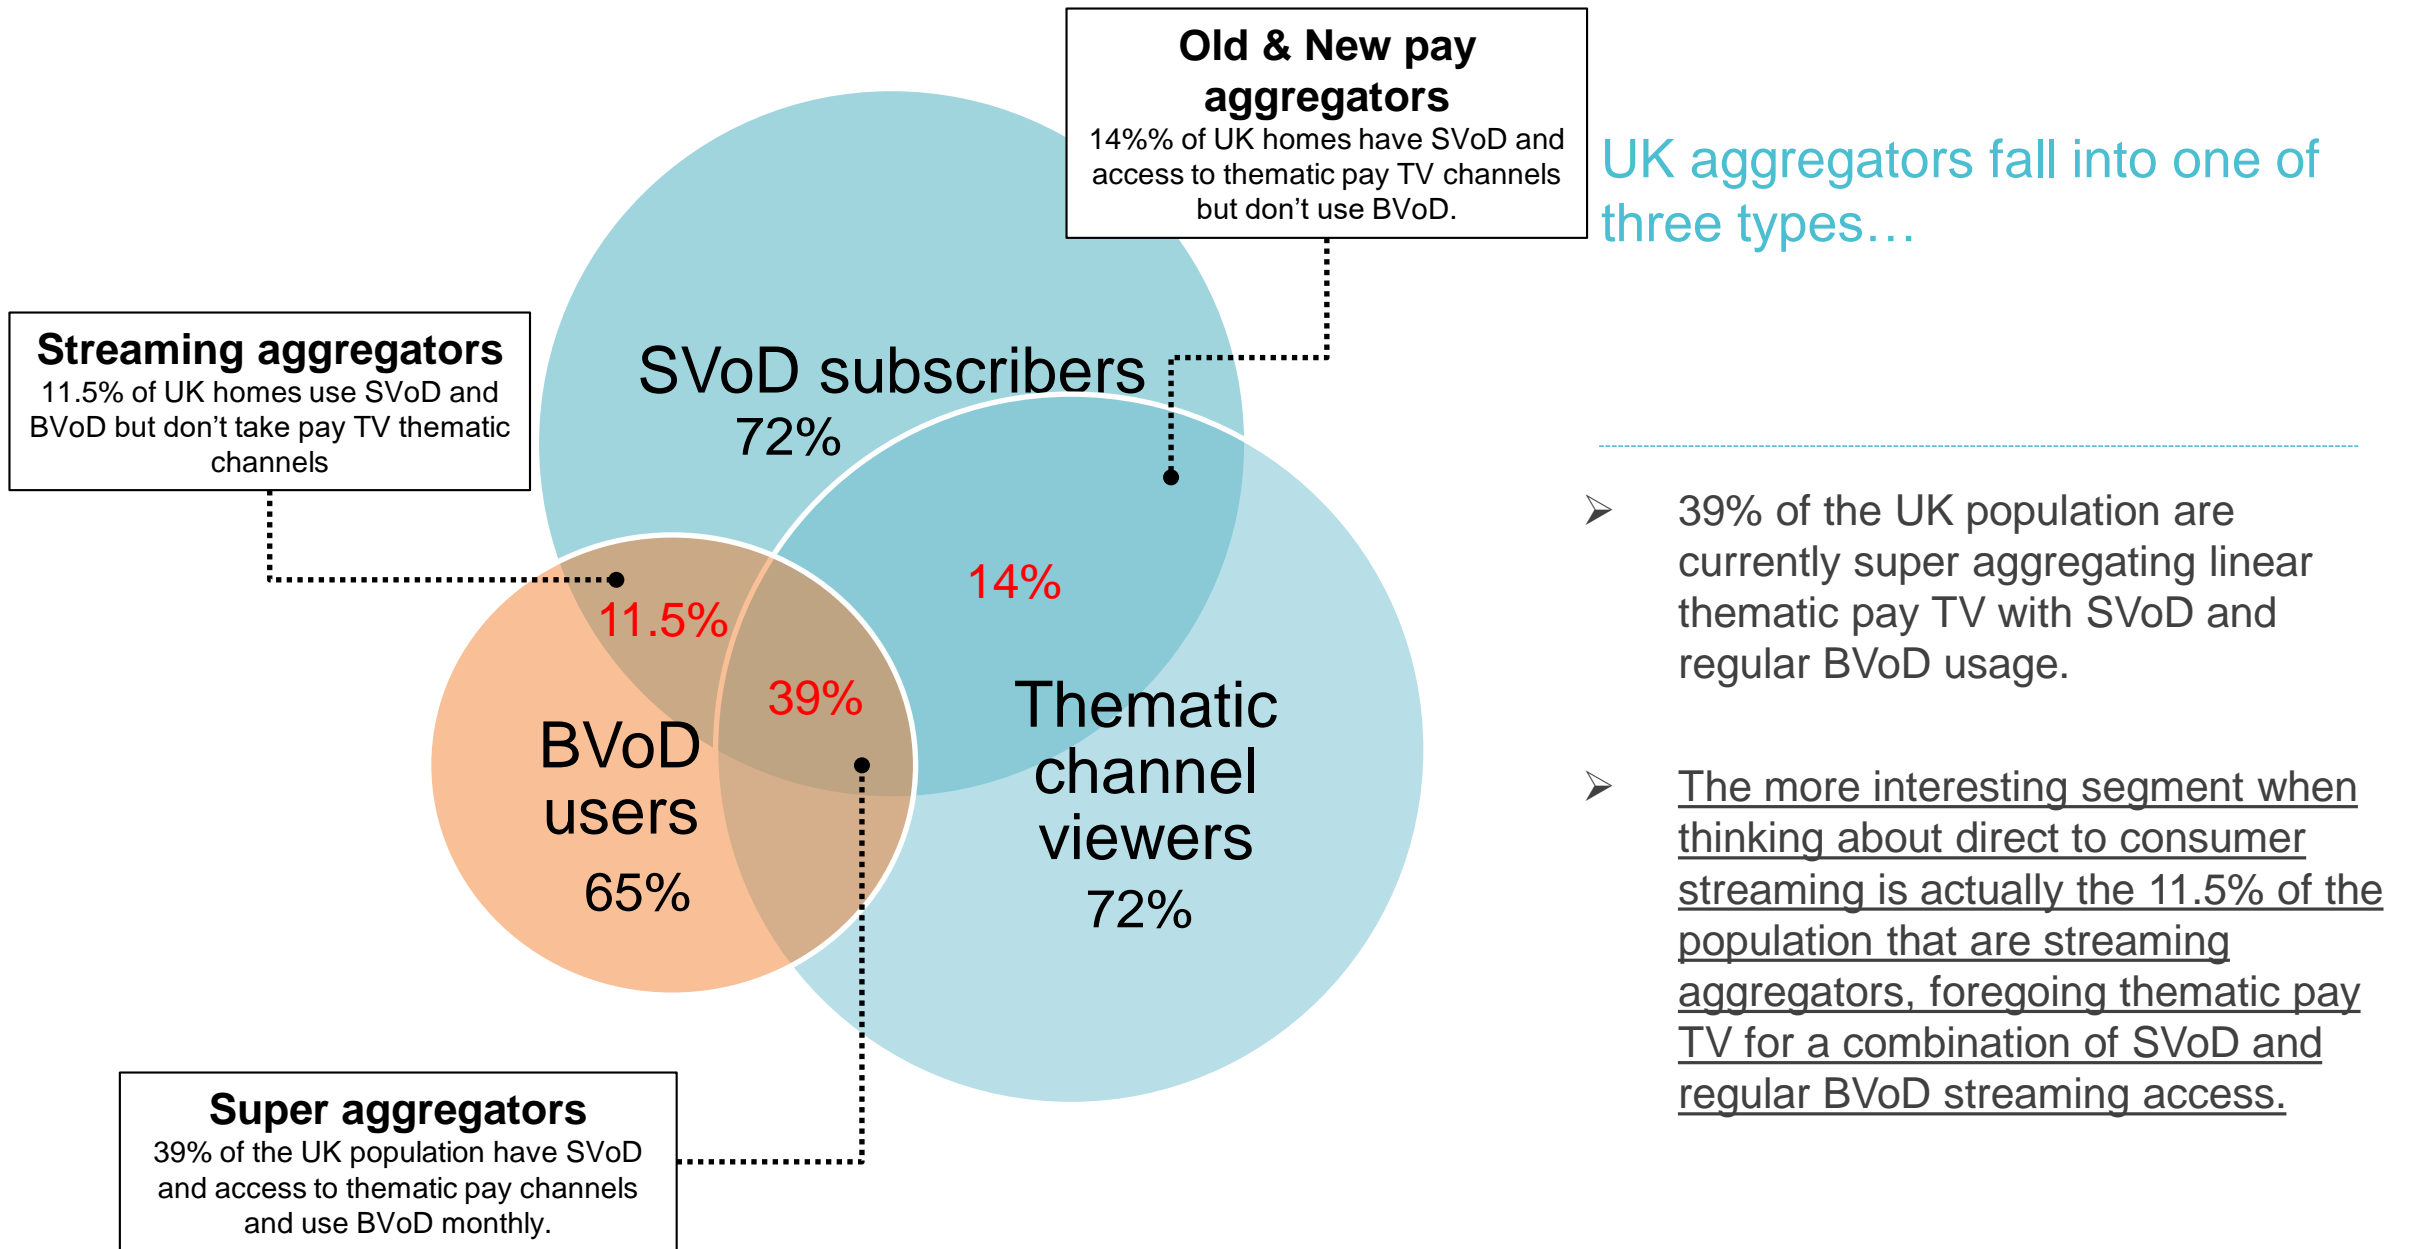 Old & New pay
aggregators
14%% of UK homes have SVoD and
access to thematic pay TV channels
but don’t use BVoD.
UK aggregators fall into one of
three types…
Streaming aggregators
11.5% of UK homes use SVoD and
BVoD but don’t take pay TV thematic
channels
SVoD subscribers
72%
14%
11.5%
39%
BVoD
users
65%
Thematic
channel
viewers
72%
Super aggregators
39% of the UK population have SVoD
and access to thematic pay channels
and use BVoD monthly.
➢ 39% of the UK population are
currently super aggregating linear
thematic pay TV with SVoD and
regular BVoD usage.
➢ The more interesting segment when
thinking about direct to consumer
streaming is actually the 11.5% of the
population that are streaming
aggregators, foregoing thematic pay
TV for a combination of SVoD and
regular BVoD streaming access.